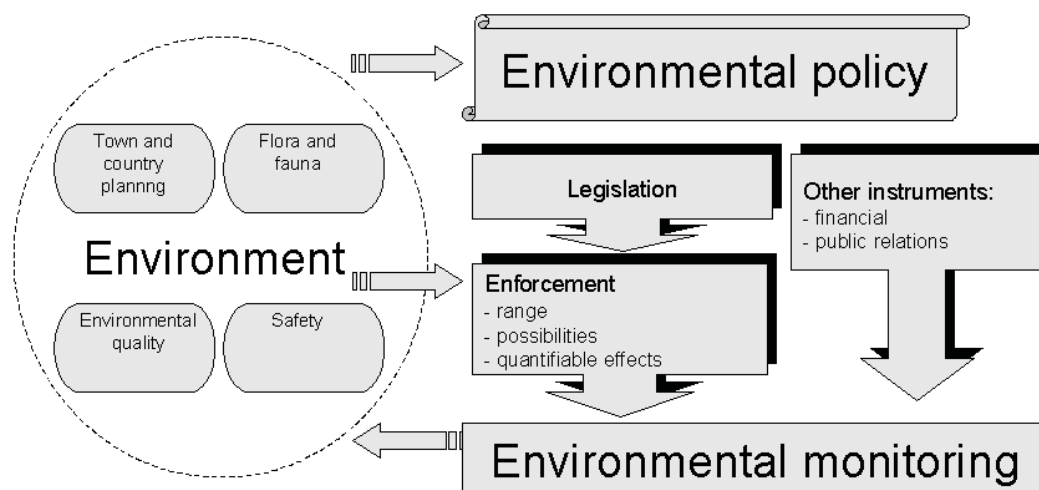 Environmental policy
Town and
country
plannng
Flora and
fauna
Environment
Environmental
quality
Safety
Legislation
Enforcement
- range
- possibilities
- quantifiable effects
Other instruments:
- financial
- public relations
Environmental monitoring